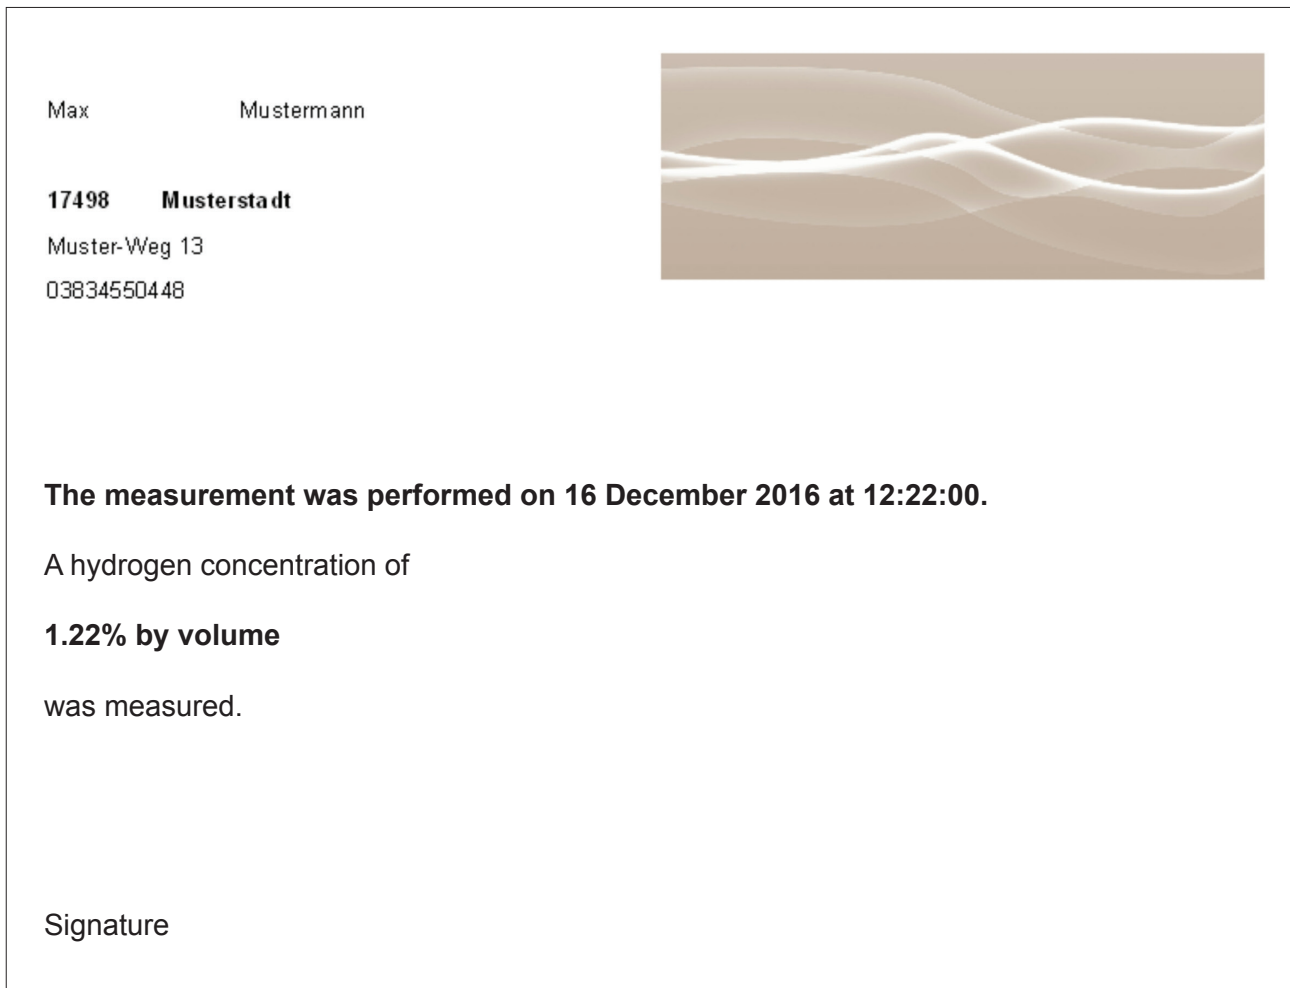 Max Mustermann
17498 Musterstadt
Muster-Weg 13
03834550448
The measurement was performed on 16 December 2016 at 12:22:00.
A hydrogen concentration of
1.22% by volume
was measured.
Signature